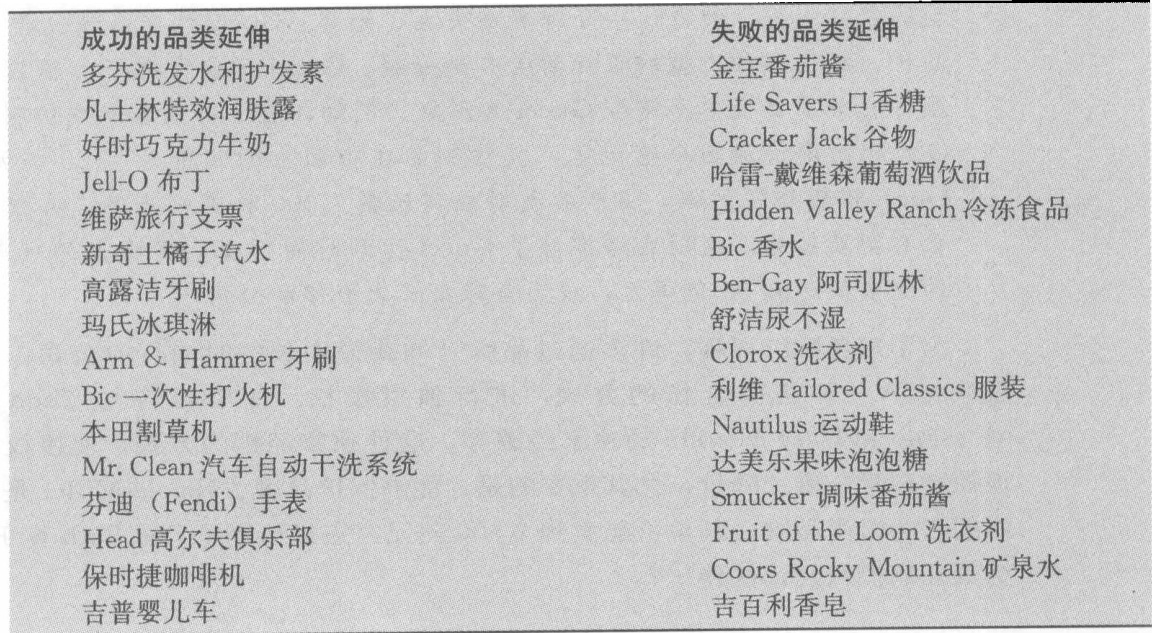 成功的品类延伸
多芬洗发水和护发素
凡士林特效润肤露
好时巧克力牛奶
Jell-O 布丁
维萨旅行支票
新奇士橘子汽水
高露洁牙刷
玛氏冰琪淋
Arm & Hammer 牙刷
Bic 一次性打火机
本田割草机
Mr. Clean 汽车自动干洗系统
芬迪（Fendi）手表
Head 高尔夫俱乐部
保时捷咖啡机
吉普婴儿车
失败的品类延伸
金宝番茄酱
Life Savers 口香糖
Cracker Jack 谷物
哈雷-戴维森葡萄酒饮品
Hidden Valley Ranch 冷冻食品
Bic 香水
Ben-Gay 阿司匹林
舒洁尿不湿
Clorox 洗衣剂
利维 Tailored Classics 服装
Nautilus 运动鞋
达美乐果味泡泡糖
Smucker 调味番茄酱
Fruit of the Loom 洗衣剂
Coors Rocky Mountain 矿泉水
吉百利香皂